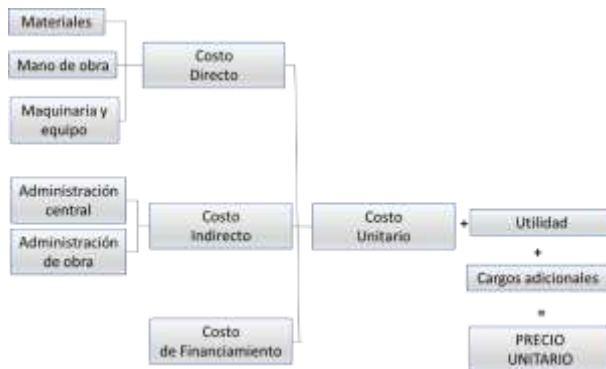 Materiales
Mano de obra
Maquinaria y
equipo
Costo
Directo
Administración
central
Administración
de obra
Costo
Indirecto
Costo
de Financiamiento
Costo
Unitario
+
Utilidad
+
Cargos adicionales
=
PRECIO
UNITARIO